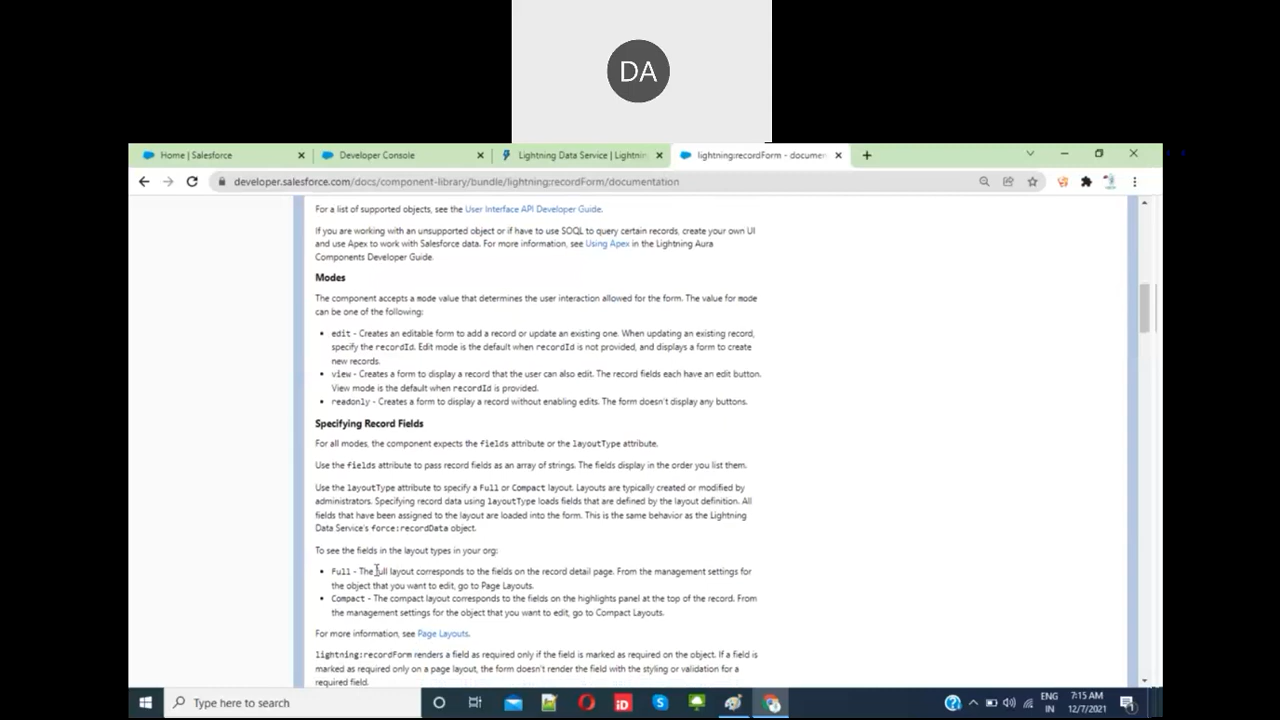 DA
Home | Salesforce
Developer Console
Lightning Data Service | Lightnin
lightning:recordForm - documen
developer.salesforce.com/docs/component-library/bundle/lightning:recordForm/documentation
For a list of supported objects, see the User Interface API Developer Guide.
If you are working with an unsupported object or if have to use SOQL to query certain records, create your own UI
and use Apex to work with Salesforce data. For more information, see Using Apex in the Lightning Aura
Components Developer Guide.
Modes
The component accepts a mode value that determines the user interaction allowed for the form. The value for mode
can be one of the following:
• edit - Creates an editable form to add a record or update an existing one. When updating an existing record,
specify the recordId. Edit mode is the default when recordId is not provided, and displays a form to create
new records.
• view - Creates a form to display a record that the user can also edit. The record fields each have an edit button.
View mode is the default when recordId is provided.
• readonly - Creates a form to display a record without enabling edits. The form doesn't display any buttons.
Specifying Record Fields
For all modes, the component expects the fields attribute or the layoutType attribute.
Use the fields attribute to pass record fields as an array of strings. The fields display in the order you list them.
Use the layoutType attribute to specify a Full or Compact layout. Layouts are typically created or modified by
administrators. Specifying record data using layoutType loads fields that are defined by the layout definition. All
fields that have been assigned to the layout are loaded into the form. This is the same behavior as the Lightning
Data Service's force:recordData object.
To see the fields in the layout types in your org:
• Full - The full layout corresponds to the fields on the record detail page. From the management settings for
the object that you want to edit, go to Page Layouts.
• Compact - The compact layout corresponds to the fields on the highlights panel at the top of the record. From
the management settings for the object that you want to edit, go to Compact Layouts.
For more information, see Page Layouts.
lightning:recordForm renders a field as required only if the field is marked as required on the object. If a field is
marked as required only on a page layout, the form doesn't render the field with the styling or validation for a
required field.
Type here to search
iD
ENG
IN
7:15 AM
12/7/2021
1